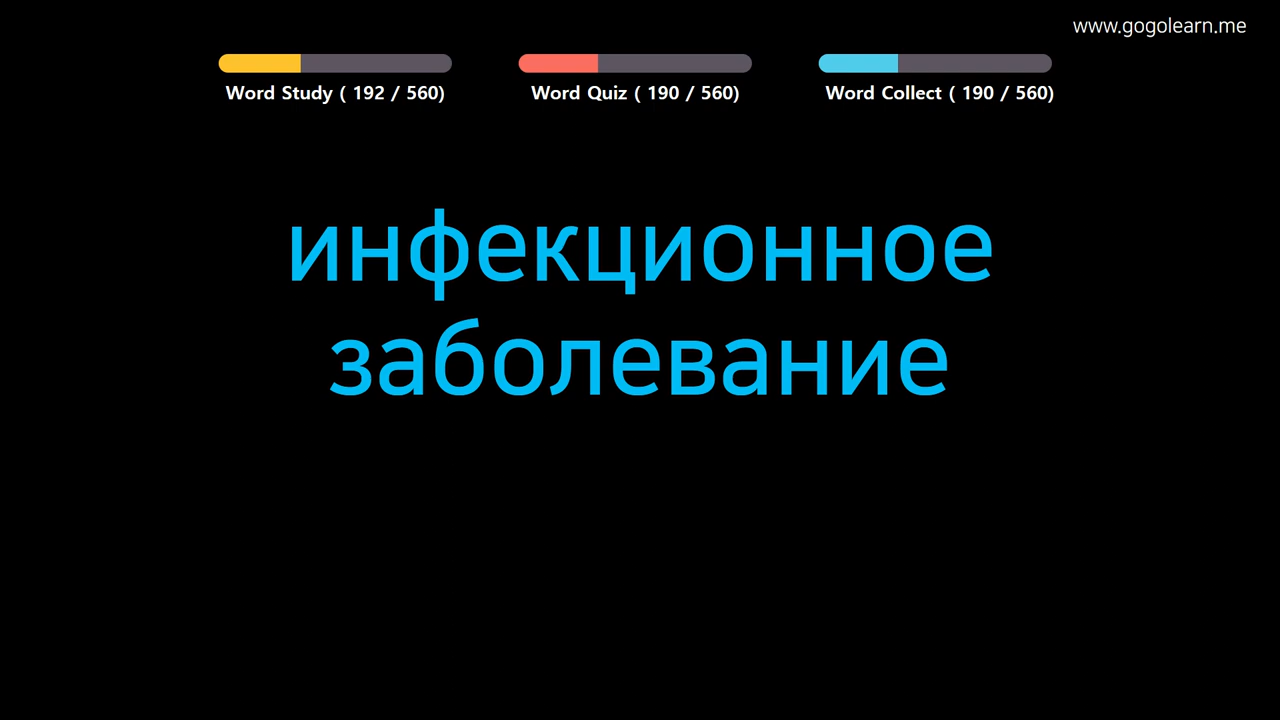 www.gogolearn.me
Word Study ( 192 / 560)
Word Quiz ( 190 / 560)
Word Collect ( 190 / 560)
инфекционное
заболевание